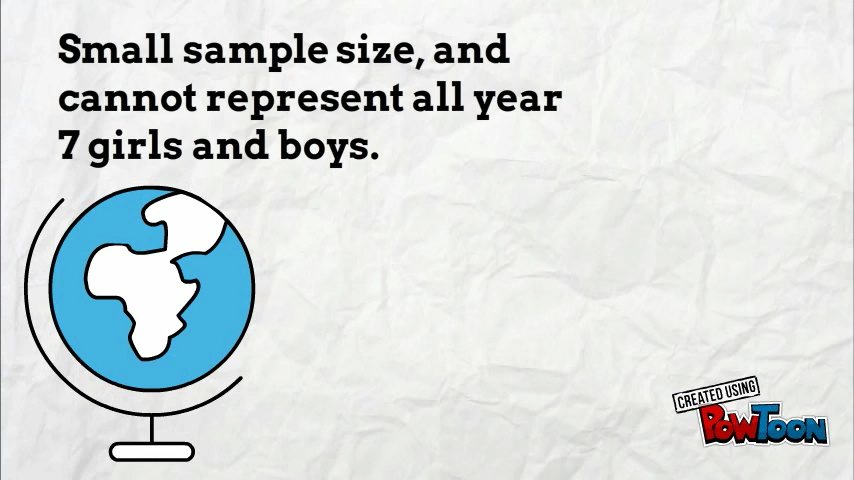 Small sample size, and
cannot represent all year
7 girls and boys.
CREATED USING
POWTOON